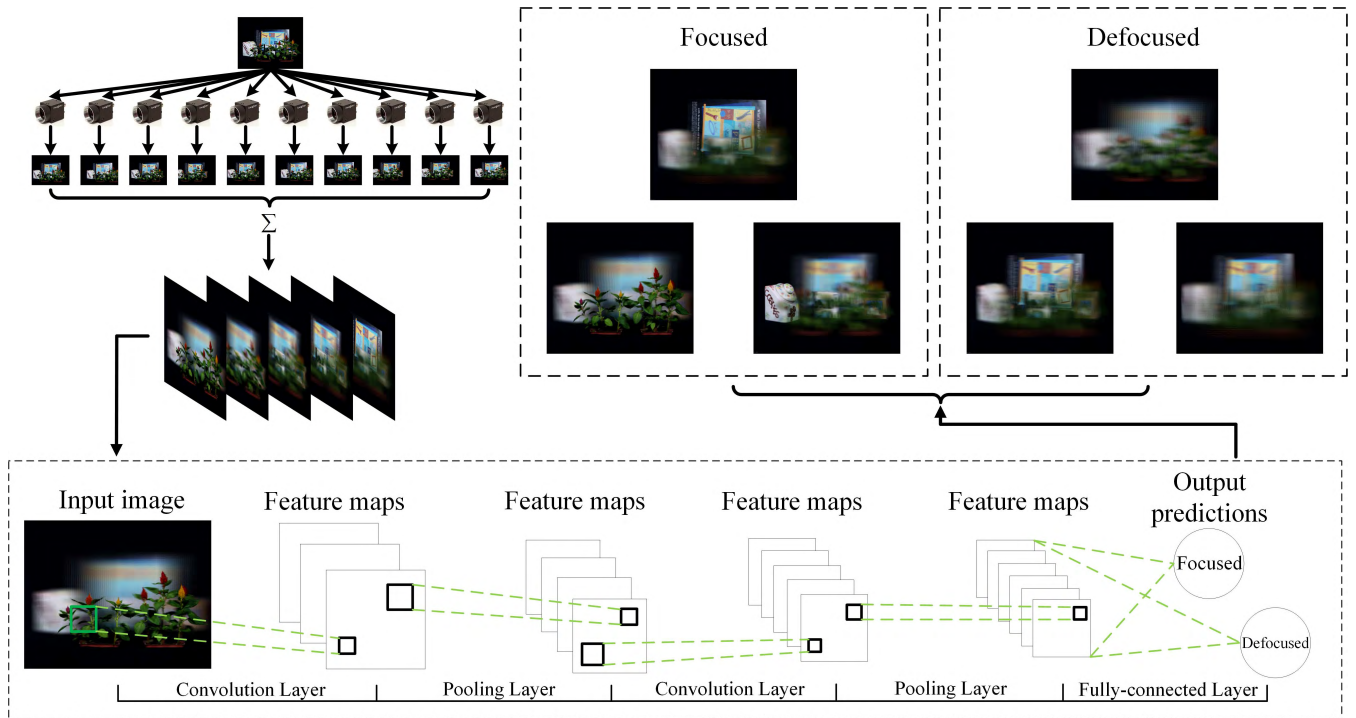 Focused
Defocused
Σ
Input image
Feature maps
Feature maps
Feature maps
Feature maps
Output
predictions
Focused
Defocused
Convolution Layer
Pooling Layer
Convolution Layer
Pooling Layer
Fully-connected Layer